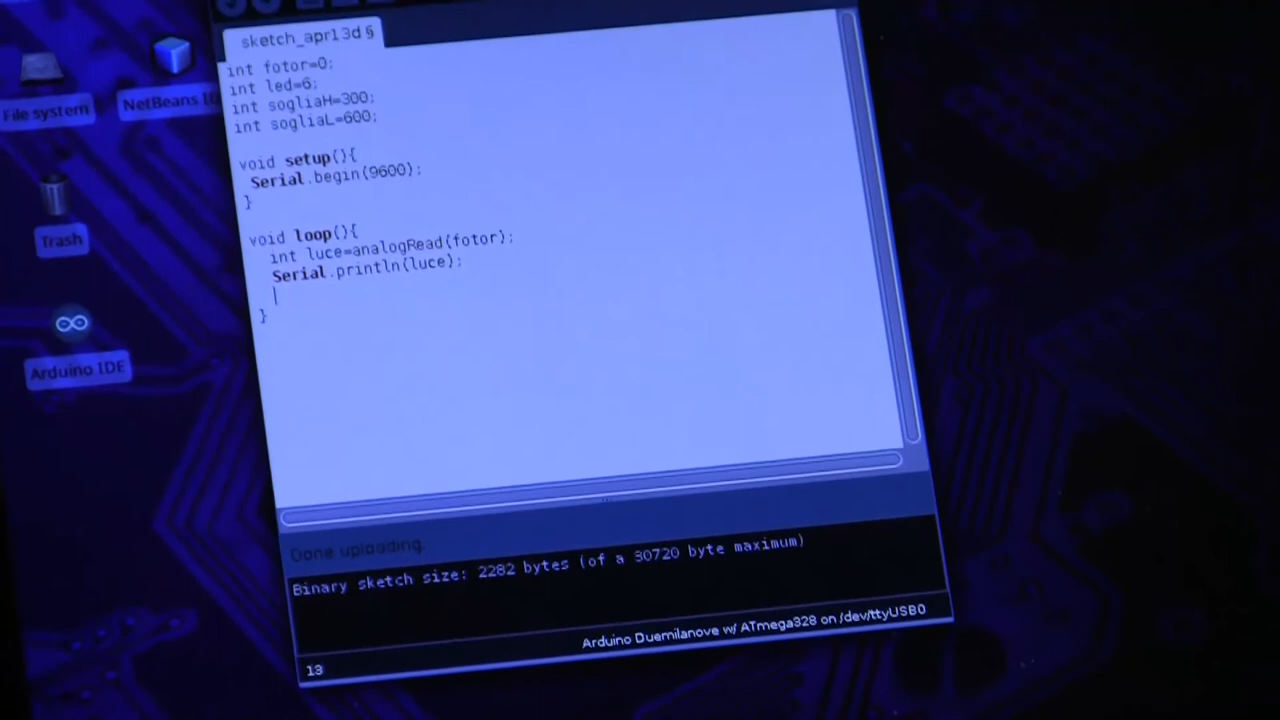 sketch_apr13d §
int fotor=0;
int led=6;
int sogliaH=300;
int sogliaL=600;
void setup(){
Serial.begin(9600);
}
void loop(){
int luce=analogRead(fotor);
Serial.println(luce);
}
File system
NetBeans
Trash
Arduino IDE
Done uploading.
Binary sketch size: 2282 bytes (of a 30720 byte maximum)
13
Arduino Duemilanove w/ ATmega328 on /dev/ttyUSB0